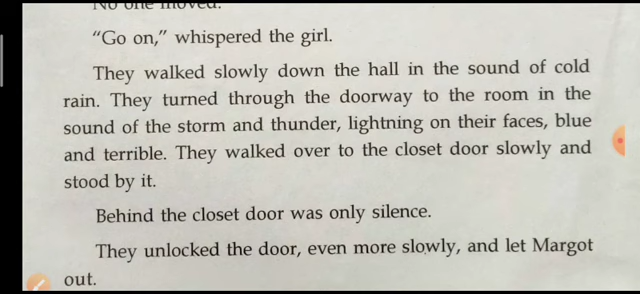 No one moved.
“Go on,” whispered the girl.
They walked slowly down the hall in the sound of cold
rain. They turned through the doorway to the room in the
sound of the storm and thunder, lightning on their faces, blue
and terrible. They walked over to the closet door slowly and
stood by it.
Behind the closet door was only silence.
They unlocked the door, even more slowly, and let Margot
out.